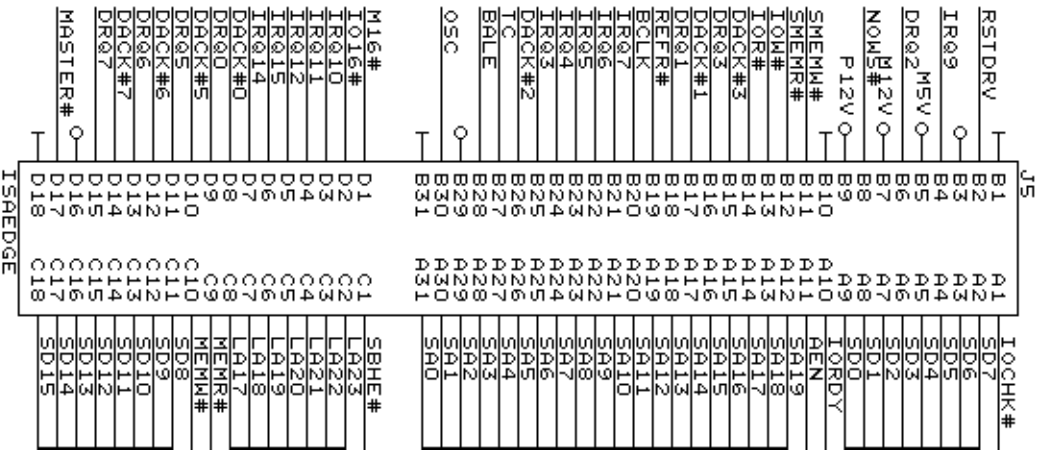 J5
B1 A1 IOCHK#
RSTDRV B2 A2 SD7
B3 A3 SD6
IRQ9 B4 A4 SD5
M5V B5 A5 SD4
DRQ2 B6 A6 SD3
M12V B7 A7 SD2
NOWS# B8 A8 SD1
P12V B9 A9 SD0
B10 A10 IORDY
SMEMW# B11 A11 AEN
SMEMR# B12 A12 SA19
IOW# B13 A13 SA18
IOR# B14 A14 SA17
DACK#3 B15 A15 SA16
DRQ3 B16 A16 SA15
DACK#1 B17 A17 SA14
DRQ1 B18 A18 SA13
REFR# B19 A19 SA12
BCLK B20 A20 SA11
IRQ7 B21 A21 SA10
IRQ6 B22 A22 SA9
IRQ5 B23 A23 SA8
IRQ4 B24 A24 SA7
IRQ3 B25 A25 SA6
DACK#2 B26 A26 SA5
TC B27 A27 SA4
BALE B28 A28 SA3
B29 A29 SA2
OSC B30 A30 SA1
B31 A31 SA0
M16# D1 C1 SBHE#
IO16# D2 C2 LA23
IRQ10 D3 C3 LA22
IRQ11 D4 C4 LA21
IRQ12 D5 C5 LA20
IRQ15 D6 C6 LA19
IRQ14 D7 C7 LA18
DACK#0 D8 C8 LA17
DRQ0 D9 C9 MEMR#
DACK#5 D10 C10 MEMW#
DRQ5 D11 C11 SD8
DACK#6 D12 C12 SD9
DRQ6 D13 C13 SD10
DACK#7 D14 C14 SD11
DRQ7 D15 C15 SD12
D16 C16 SD13
MASTER# D17 C17 SD14
D18 C18 SD15
ISAEDGE